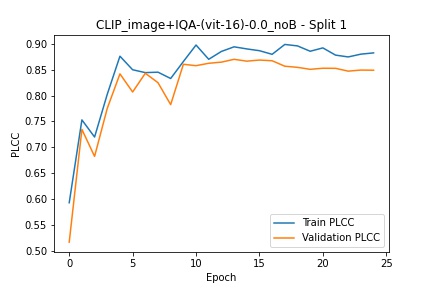 CLIP_image+IQA-(vit-16)-0.0_noB - Split 1
0.90
0.85
0.80
0.75
0.70
0.65
0.60
0.55
0.50
PLCC
Train PLCC
Validation PLCC
0 5 10 15 20 25
Epoch